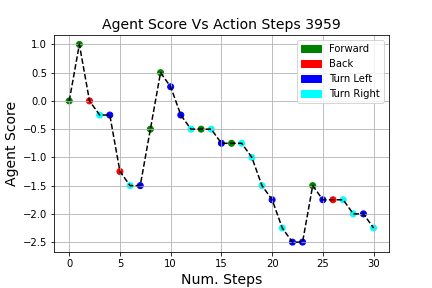 Agent Score Vs Action Steps 3959
Forward
Back
Turn Left
Turn Right
1.0
0.5
0.0
−0.5
−1.0
−1.5
−2.0
−2.5
Agent Score
0 5 10 15 20 25 30
Num. Steps